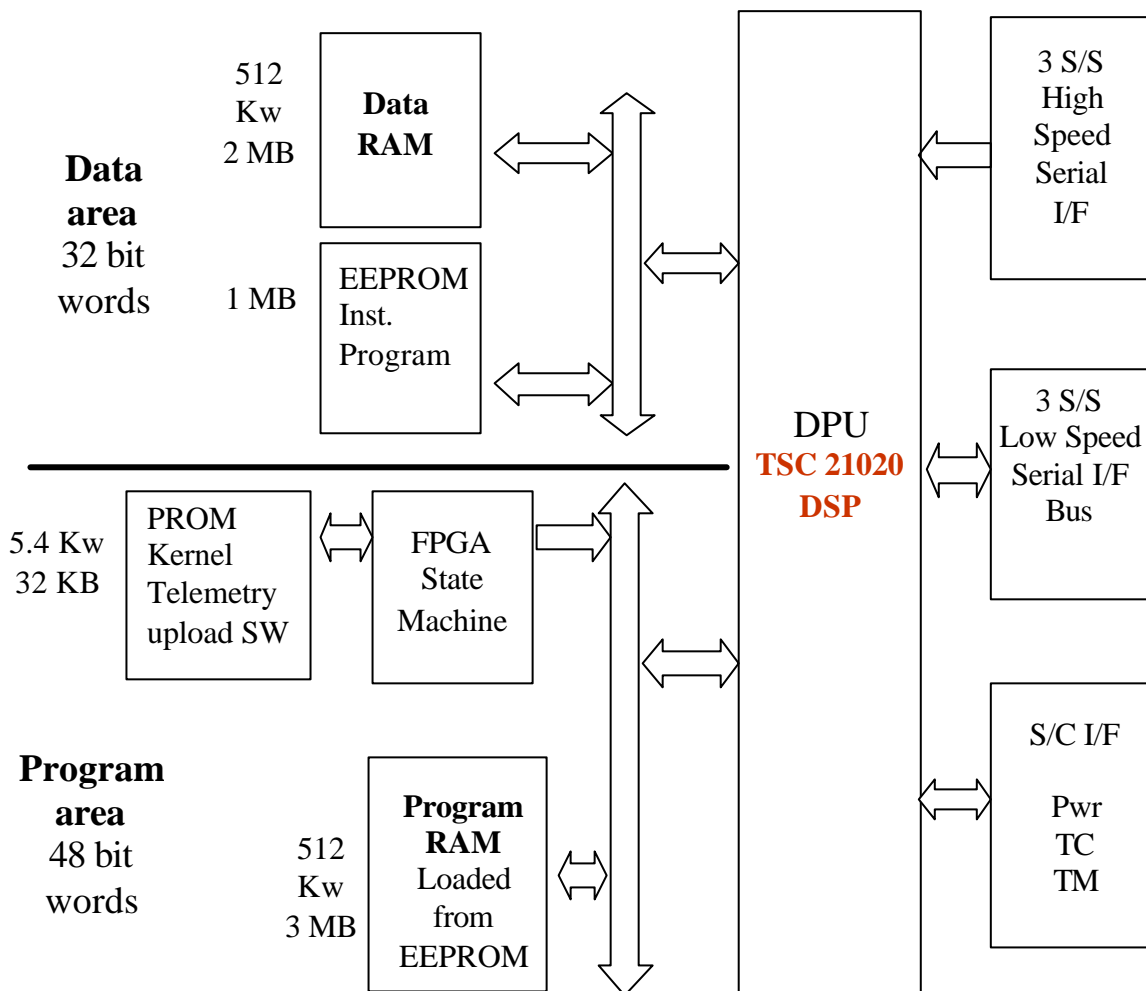 512
Kw
2 MB
Data
RAM
Data
area
32 bit
words
1 MB
EEPROM
Inst.
Program
5.4 Kw
32 KB
PROM
Kernel
Telemetry
upload SW
FPGA
State
Machine
Program
area
48 bit
words
512
Kw
3 MB
Program
RAM
Loaded
from
EEPROM
DPU
TSC 21020
DSP
3 S/S
High
Speed
Serial
I/F
3 S/S
Low Speed
Serial I/F
Bus
S/C I/F
Pwr
TC
TM